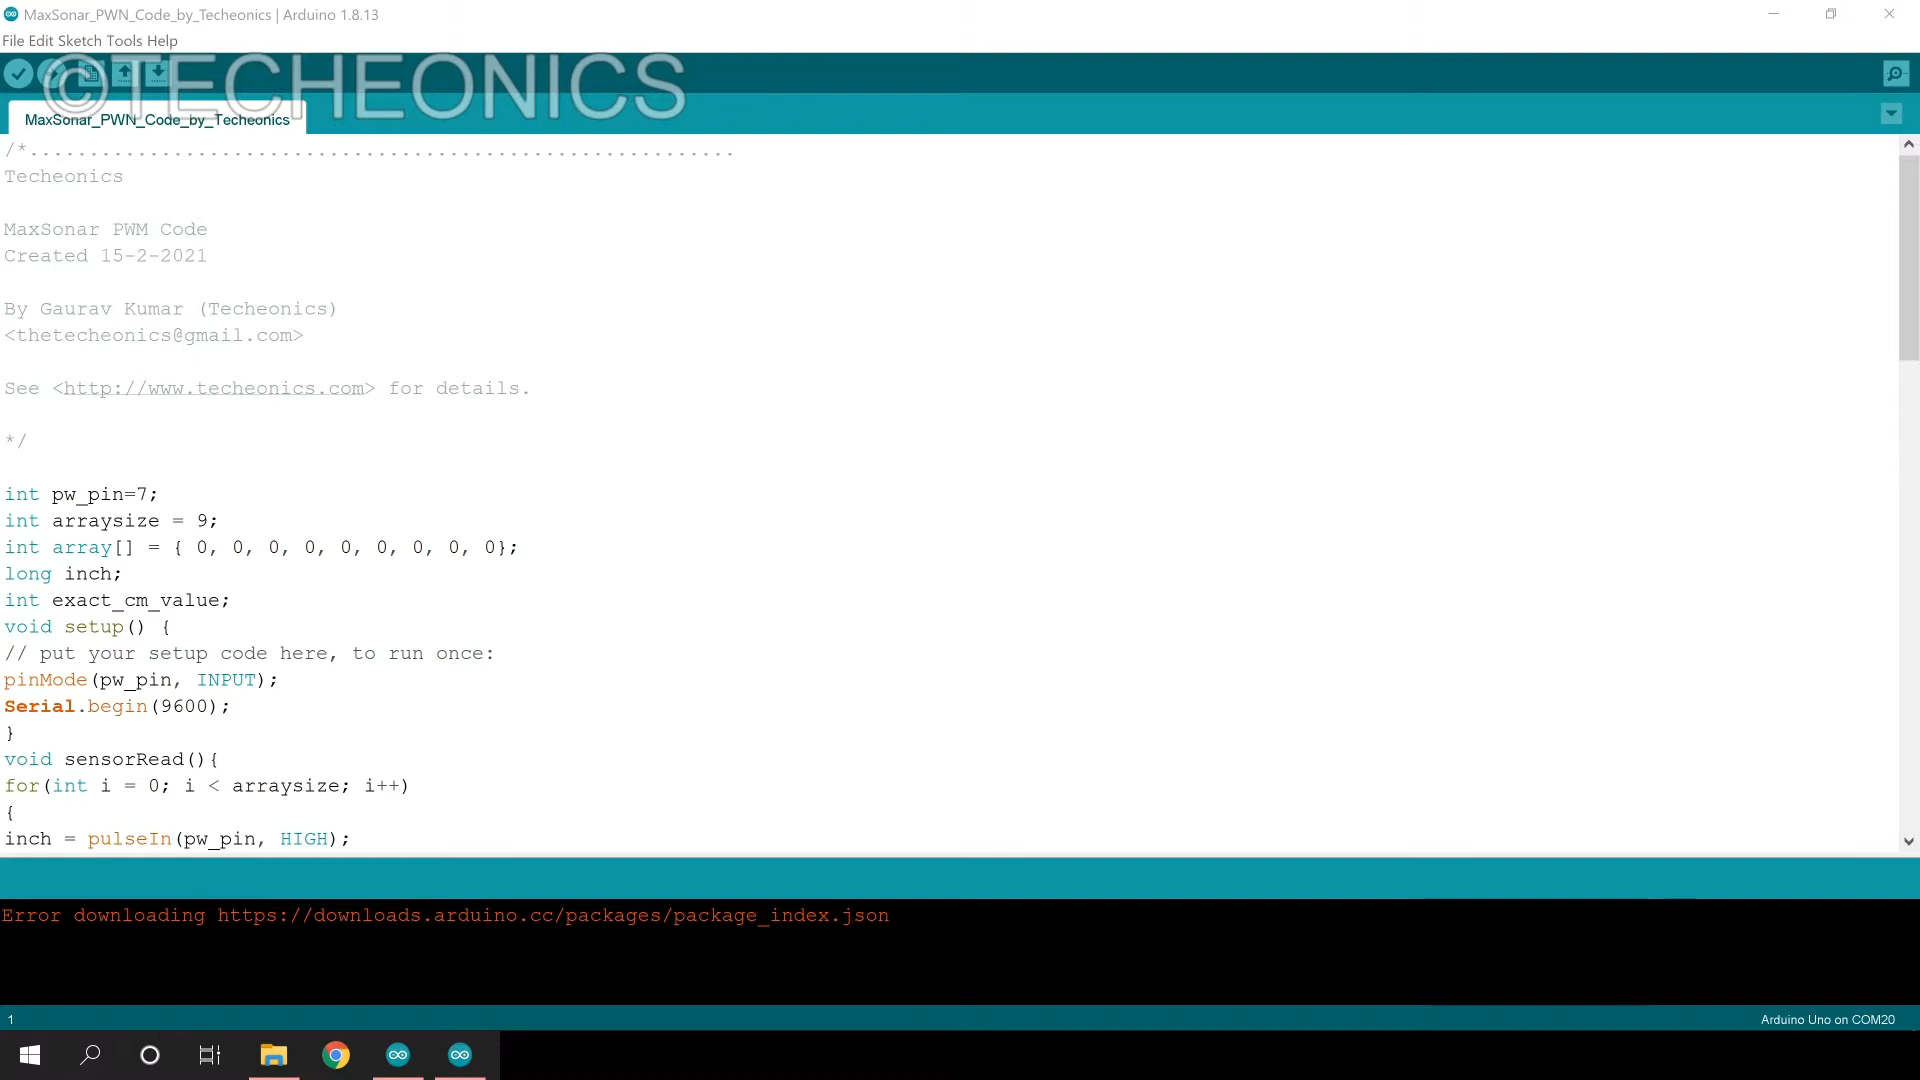 MaxSonar_PWN_Code_by_Techeonics | Arduino 1.8.13
File Edit Sketch Tools Help
©TECHEONICS
MaxSonar_PWN_Code_by_Techeonics
/*...........................................................
Techeonics
MaxSonar PWM Code
Created 15-2-2021
By Gaurav Kumar (Techeonics)
<thetecheonics@gmail.com>
See <http://www.techeonics.com> for details.
*/
int pw_pin=7;
int arraysize = 9;
int array[] = { 0, 0, 0, 0, 0, 0, 0, 0, 0};
long inch;
int exact_cm_value;
void setup() {
// put your setup code here, to run once:
pinMode(pw_pin, INPUT);
Serial.begin(9600);
}
void sensorRead(){
for(int i = 0; i < arraysize; i++)
{
inch = pulseIn(pw_pin, HIGH);
Error downloading https://downloads.arduino.cc/packages/package_index.json
1
Arduino Uno on COM20